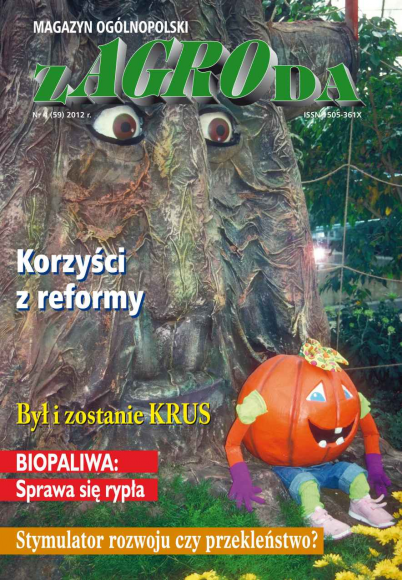 MAGAZYN OGÓLNOPOLSKI
ZAGRODA
Nr 4 (59) 2012 r.
ISSN 1505-361X
Korzyści
z reformy
Był i zostanie KRUS
BIOPALIWA:
Sprawa się rypła
Stymulator rozwoju czy przekleństwo?